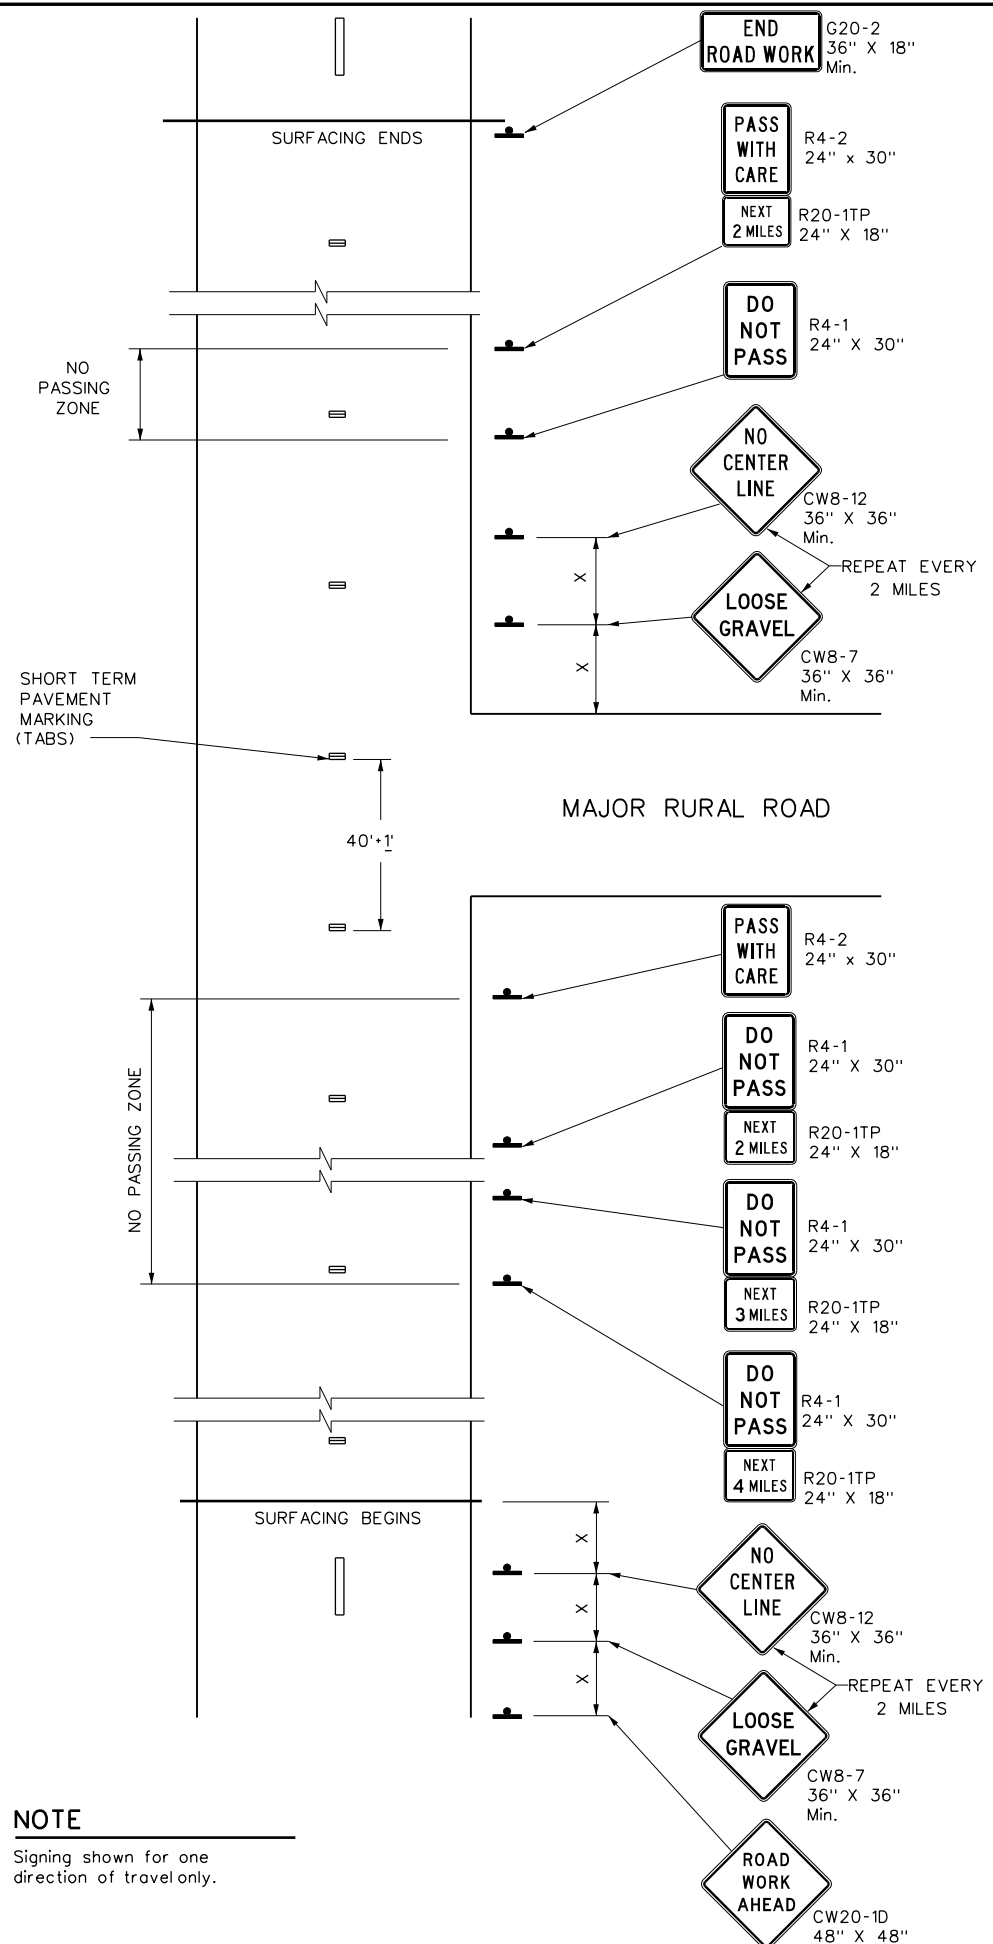 END
ROAD WORK
G20-2
36" X 18"
Min.
SURFACING ENDS
PASS
WITH
CARE
R4-2
24" x 30"
NEXT
2 MILES
R20-1TP
24" X 18"
DO
NOT
PASS
R4-1
24" X 30"
NO
PASSING
ZONE
NO
CENTER
LINE
CW8-12
36" X 36"
Min.
REPEAT EVERY
2 MILES
X
LOOSE
GRAVEL
CW8-7
36" X 36"
Min.
X
SHORT TERM
PAVEMENT
MARKING
(TABS)
MAJOR RURAL ROAD
40'+1'
PASS
WITH
CARE
R4-2
24" x 30"
DO
NOT
PASS
R4-1
24" X 30"
NEXT
2 MILES
R20-1TP
24" X 18"
NO PASSING ZONE
DO
NOT
PASS
R4-1
24" X 30"
NEXT
3 MILES
R20-1TP
24" X 18"
DO
NOT
PASS
R4-1
24" X 30"
NEXT
4 MILES
R20-1TP
24" X 18"
SURFACING BEGINS
X
NO
CENTER
LINE
CW8-12
36" X 36"
Min.
X
REPEAT EVERY
2 MILES
X
LOOSE
GRAVEL
CW8-7
36" X 36"
Min.
NOTE
Signing shown for one
direction of travel only.
ROAD
WORK
AHEAD
CW20-1D
48" X 48"